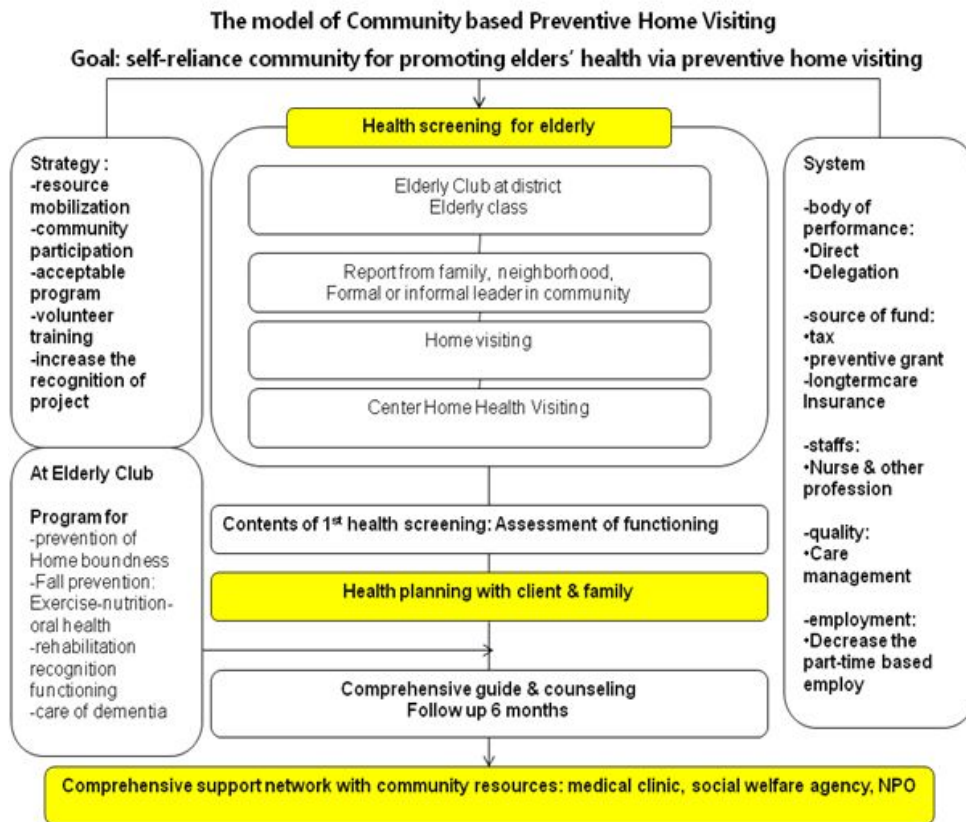 The model of Community based Preventive Home Visiting
Goal: self-reliance community for promoting elders' health via preventive home visiting
Health screening for elderly
Strategy :
-resource
mobilization
-community
participation
-acceptable
program
-volunteer
training
-increase the
recognition of
project
Elderly Club at district
Elderly class
Report from family, neighborhood,
Formal or informal leader in community
Home visiting
Center Home Health Visiting
System
-body of
performance:
•Direct
•Delegation
-source of fund:
•tax
•preventive grant
-longtermcare
Insurance
-staffs:
•Nurse & other
profession
-quality:
•Care
management
-employment:
•Decrease the
part-time based
employ
At Elderly Club
Program for
-prevention of
Home boundness
-Fall prevention:
Exercise-nutrition-
oral health
-rehabilitation
recognition
functioning
-care of dementia
Contents of 1st health screening: Assessment of functioning
Health planning with client & family
Comprehensive guide & counseling
Follow up 6 months
Comprehensive support network with community resources: medical clinic, social welfare agency, NPO